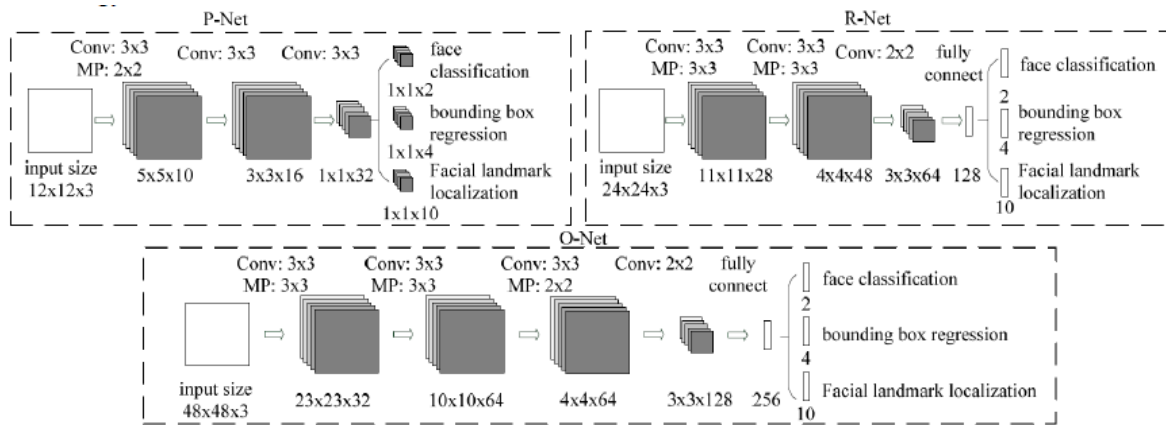 P-Net
Conv: 3x3
MP: 2x2
Conv: 3x3
Conv: 3x3
face
classification
1x1x2
bounding box
regression
1x1x4
Facial landmark
localization
1x1x10
input size
12x12x3
5x5x10
3x3x16
1x1x32
R-Net
Conv: 3x3
MP: 3x3
Conv: 3x3
MP: 3x3
Conv: 2x2
fully
connect
face classification
2
bounding box
regression
4
Facial landmark
localization
10
input size
24x24x3
11x11x28
4x4x48
3x3x64
128
O-Net
Conv: 3x3
MP: 3x3
Conv: 3x3
MP: 3x3
Conv: 3x3
MP: 2x2
Conv: 2x2
fully
connect
face classification
2
bounding box regression
4
Facial landmark localization
10
input size
48x48x3
23x23x32
10x10x64
4x4x64
3x3x128
256